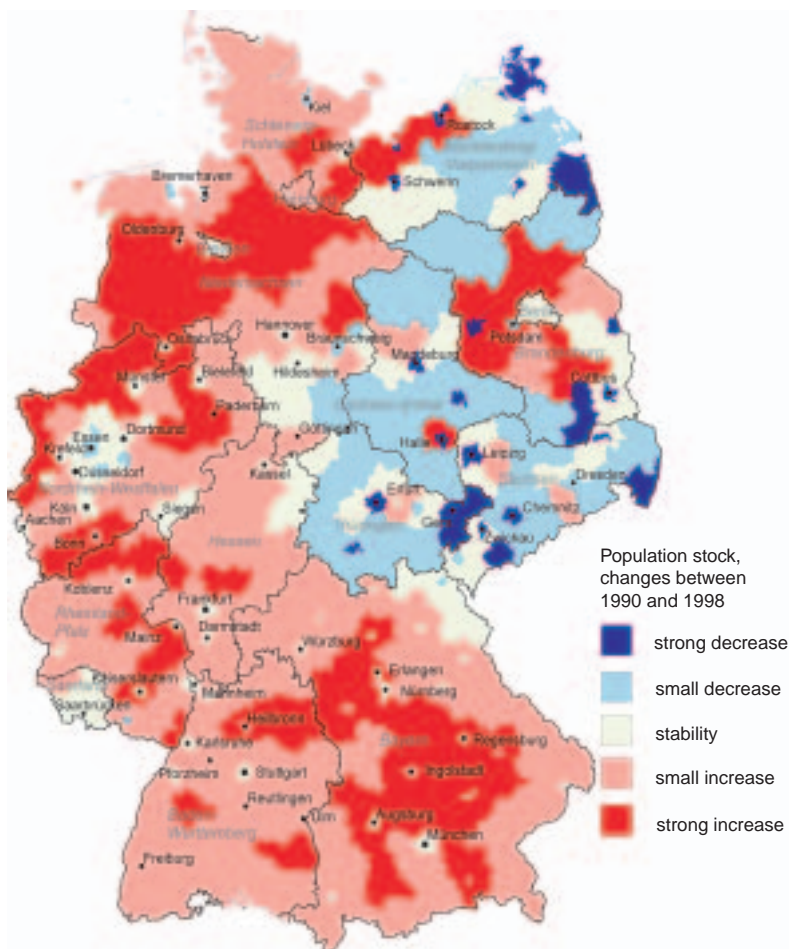 Kiel
Lübeck
Rostock
Schwerin
Bremerhaven
Oldenburg
Hannover
Braunschweig
Osnabrück
Hildesheim
Magdeburg
Potsdam
Cottbus
Münster
Bielefeld
Paderborn
Göttingen
Halle
Leipzig
Essen
Dortmund
Krefeld
Düsseldorf
Kassel
Erfurt
Dresden
Köln
Siegen
Gera
Chemnitz
Aachen
Zwickau
Bonn
Hessen
Koblenz
Frankfurt
Mainz
Darmstadt
Würzburg
Erlangen
Kaiserslautern
Mannheim
Nürnberg
Saarbrücken
Heilbronn
Karlsruhe
Regensburg
Pforzheim
Stuttgart
Ingolstadt
Reutlingen
Ulm
Augsburg
Württemberg
München
Freiburg
Population stock,
changes between
1990 and 1998
strong decrease
small decrease
stability
small increase
strong increase